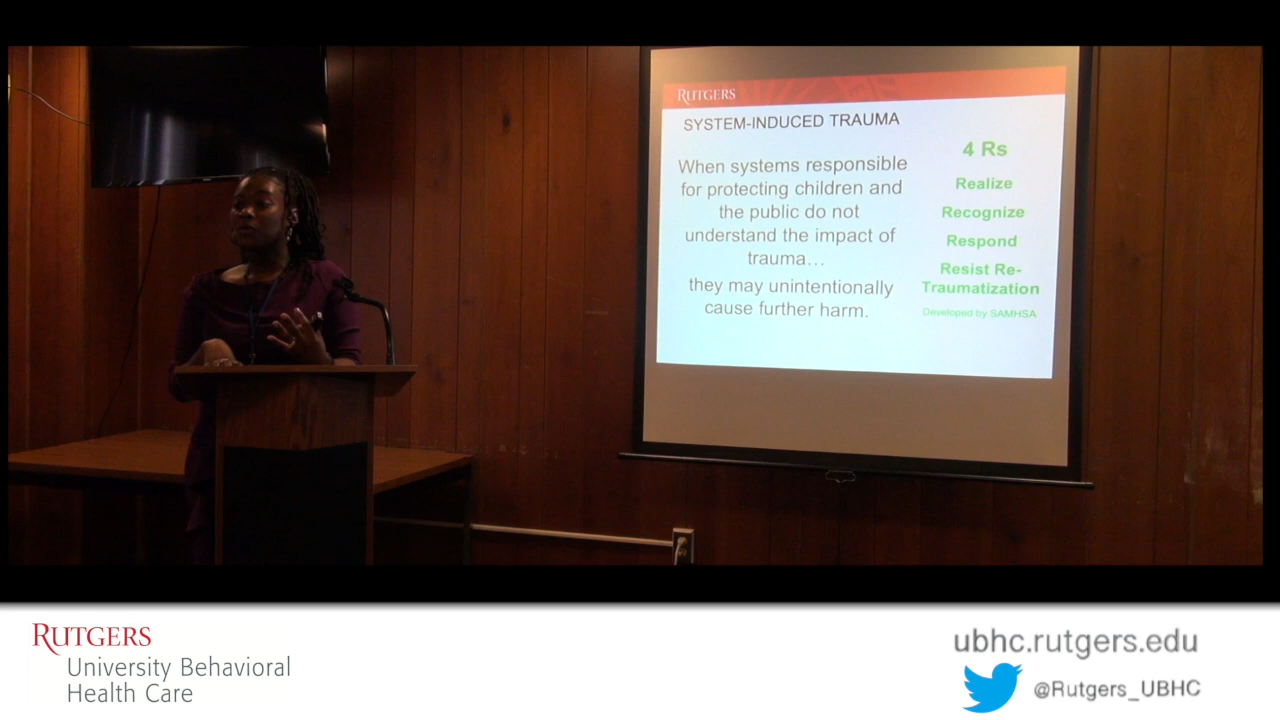 RUTGERS
SYSTEM-INDUCED TRAUMA
When systems responsible
for protecting children and
the public do not
understand the impact of
trauma…
they may unintentionally
cause further harm.
4 Rs
Realize
Recognize
Respond
Resist Re-
Traumatization
Developed by SAMHSA
RUTGERS
University Behavioral
Health Care
ubhc.rutgers.edu
@Rutgers_UBHC